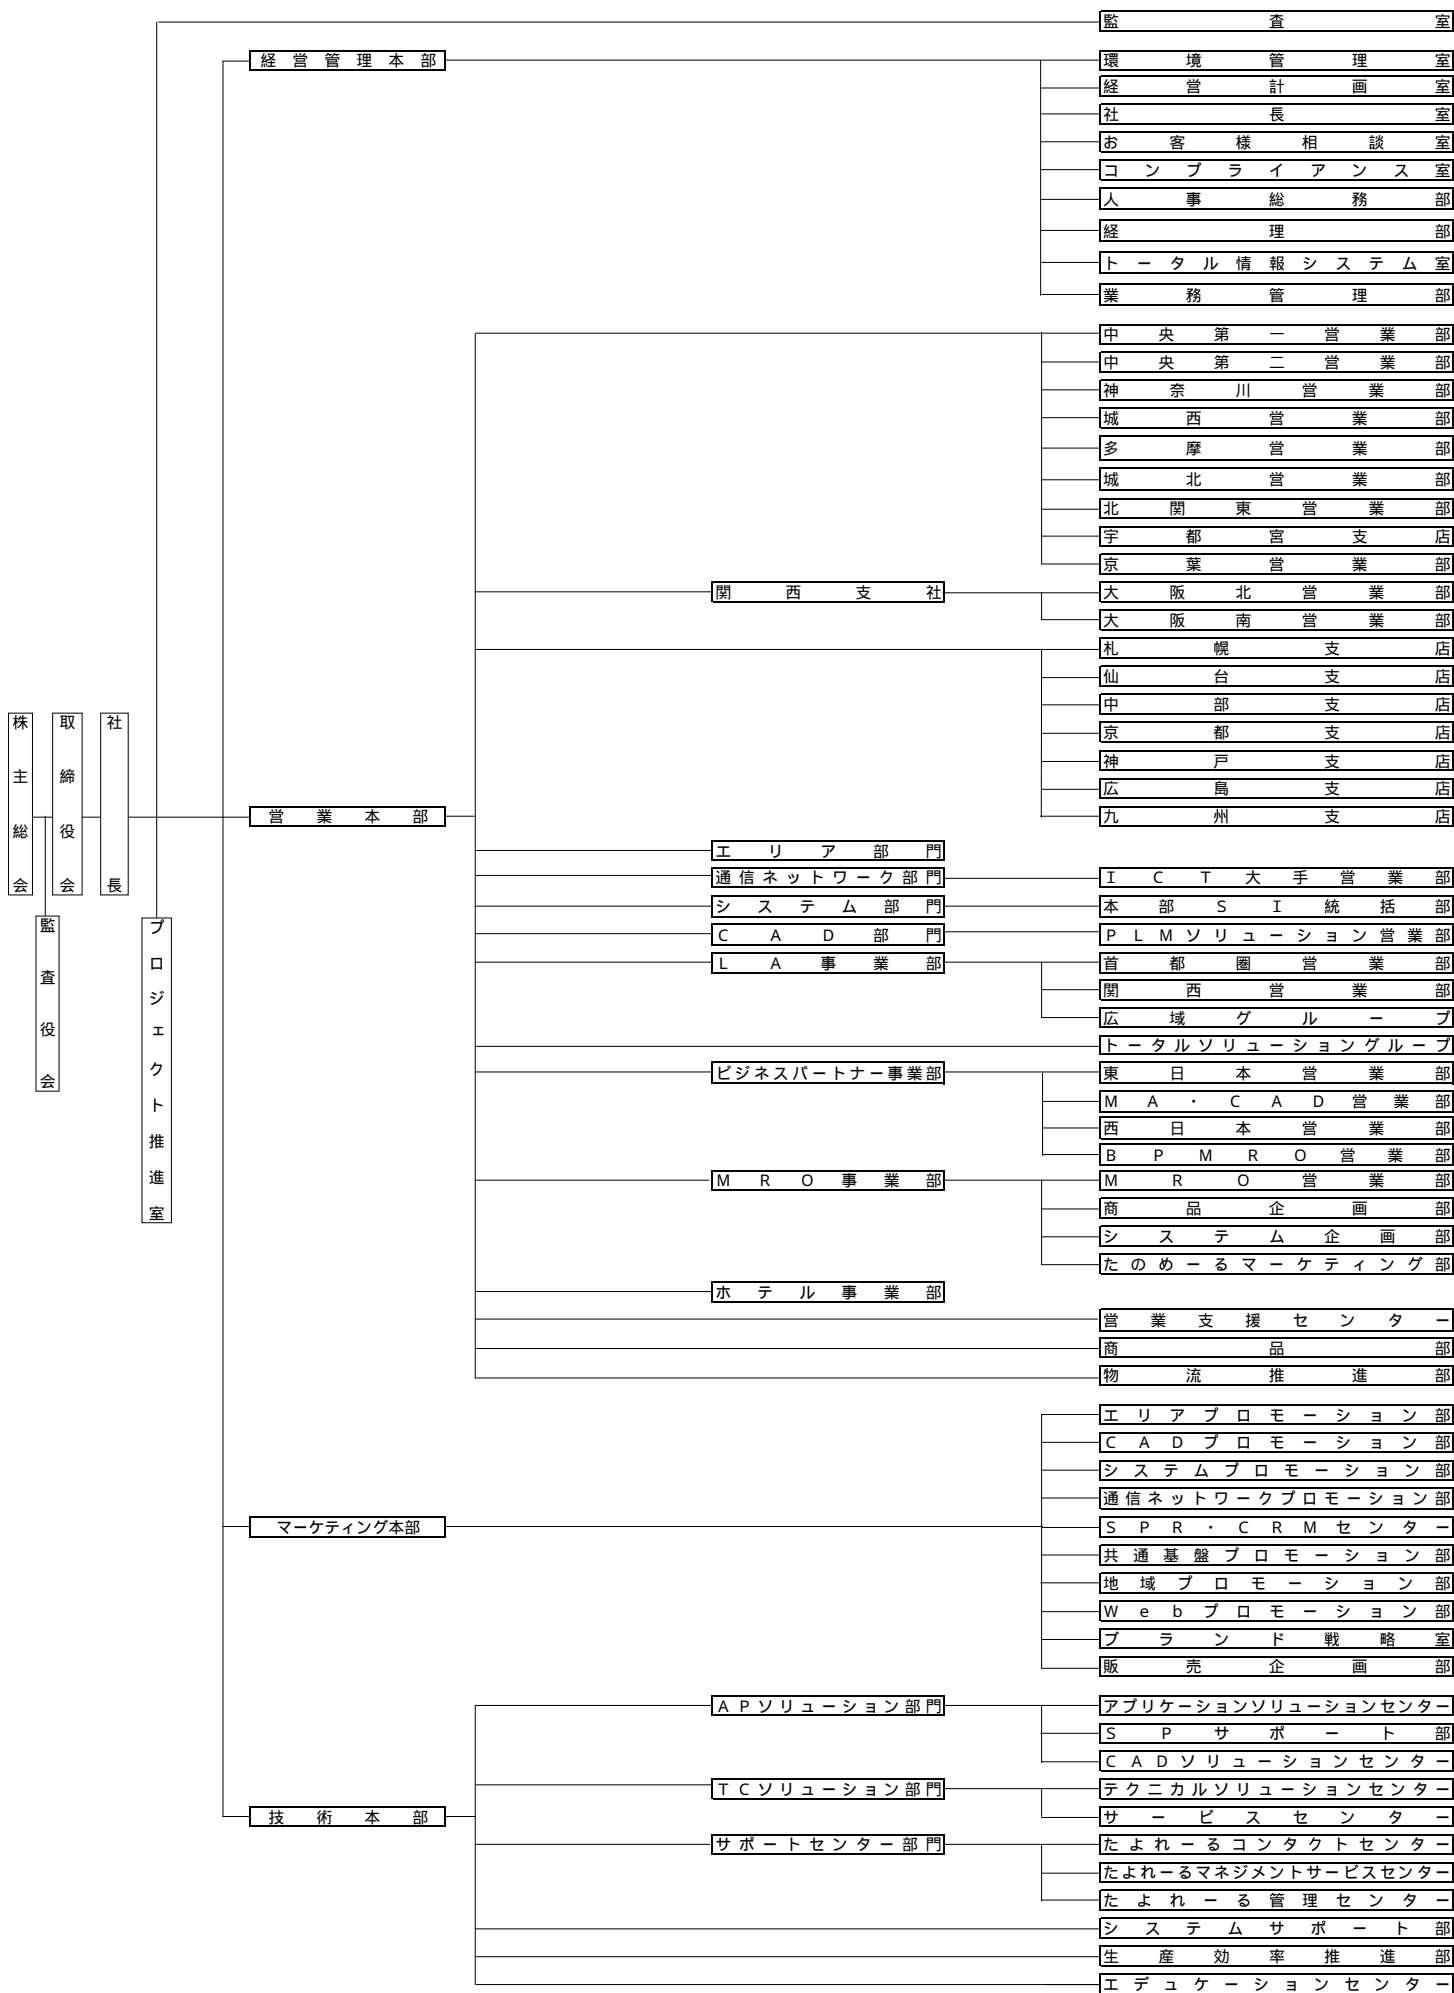 監査室
経営管理本部
環境管理室
経営計画室
社長室
お客様相談室
コンプライアンス室
人事総務部
経理部
トータル情報システム室
業務管理部
中央第一営業部
中央第二営業部
神奈川営業部
城西営業部
多摩営業部
城北営業部
北関東営業部
宇都宮支店
京葉営業部
関西支社
大阪北営業部
大阪南営業部
札幌支店
仙台支店
中部支店
京都支店
神戸支店
広島支店
九州支店
株主総会
取締役会
社長
営業本部
監査役会
プロジェクト推進室
エリア部門
通信ネットワーク部門
ICT大手営業部
システム部門
本部SI統括部
CAD部門
PLMソリューション営業部
LA事業部
首都圏営業部
関西営業部
広域グループ
トータルソリューショングループ
ビジネスパートナー事業部
東日本営業部
MA・CAD営業部
西日本営業部
BPMRO営業部
MRO事業部
MRO営業部
商品企画部
システム企画部
たのめーるマーケティング部
ホテル事業部
営業支援センター
商品部
物流推進部
エリアプロモーション部
CADプロモーション部
システムプロモーション部
通信ネットワークプロモーション部
マーケティング本部
SPR・CRMセンター
共通基盤プロモーション部
地域プロモーション部
Webプロモーション部
ブランド戦略室
販売企画部
APソリューション部門
アプリケーションソリューションセンター
SPサポート部
CADソリューションセンター
TCソリューション部門
テクニカルソリューションセンター
技術本部
サービスセンター
サポートセンター部門
たよれーるコンタクトセンター
たよれーるマネジメントサービスセンター
たよれーる管理センター
システムサポート部
生産効率推進部
エデュケーションセンター